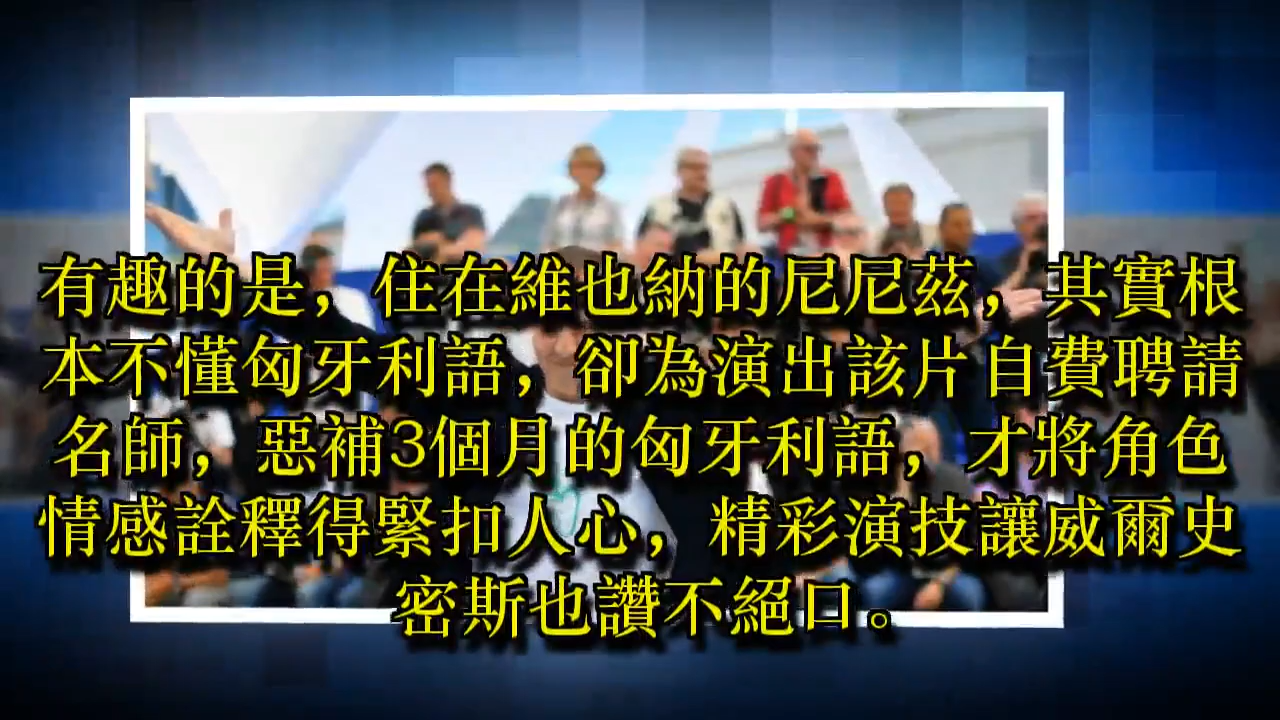 有趣的是，住在維也納的尼尼茲，其實根
本不懂匈牙利語，卻為演出該片自費聘請
名師，惡補3個月的匈牙利語，才將角色
情感詮釋得緊扣人心，精彩演技讓威爾史
密斯也讚不絕口。